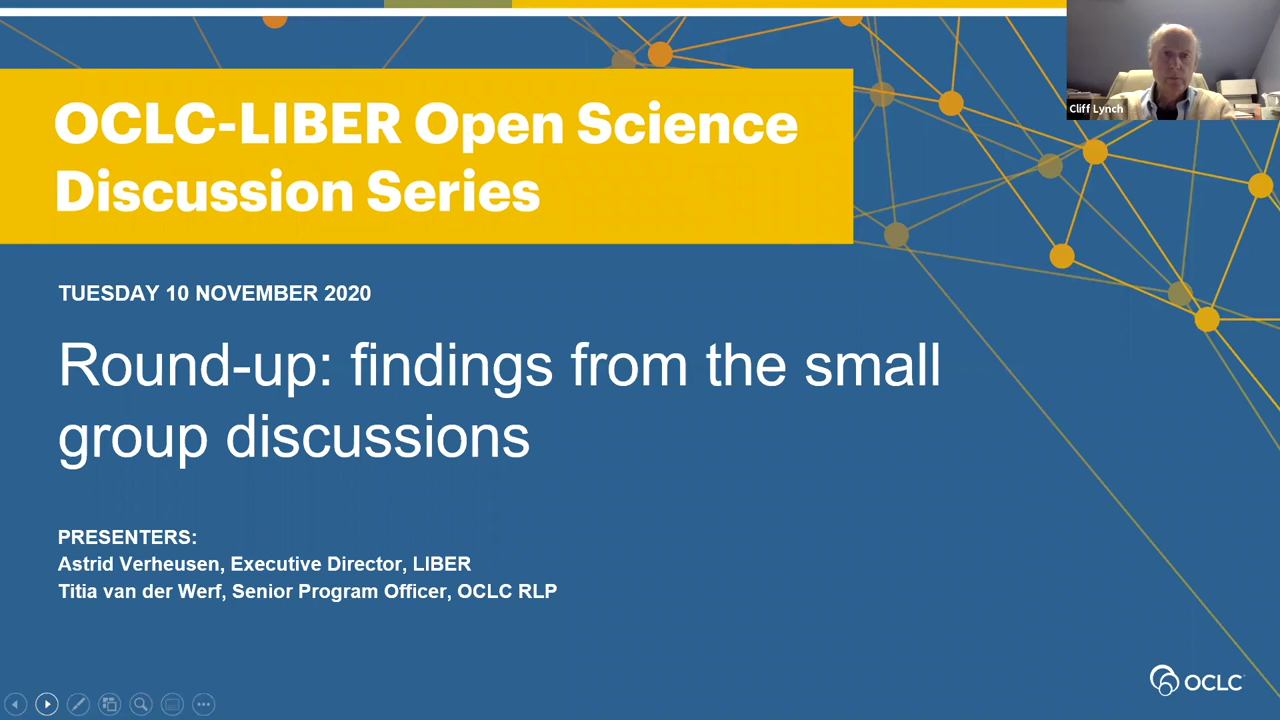 Cliff Lynch
OCLC-LIBER Open Science
Discussion Series
TUESDAY 10 NOVEMBER 2020
Round-up: findings from the small
group discussions
PRESENTERS:
Astrid Verheusen, Executive Director, LIBER
Titia van der Werf, Senior Program Officer, OCLC RLP
OCLC